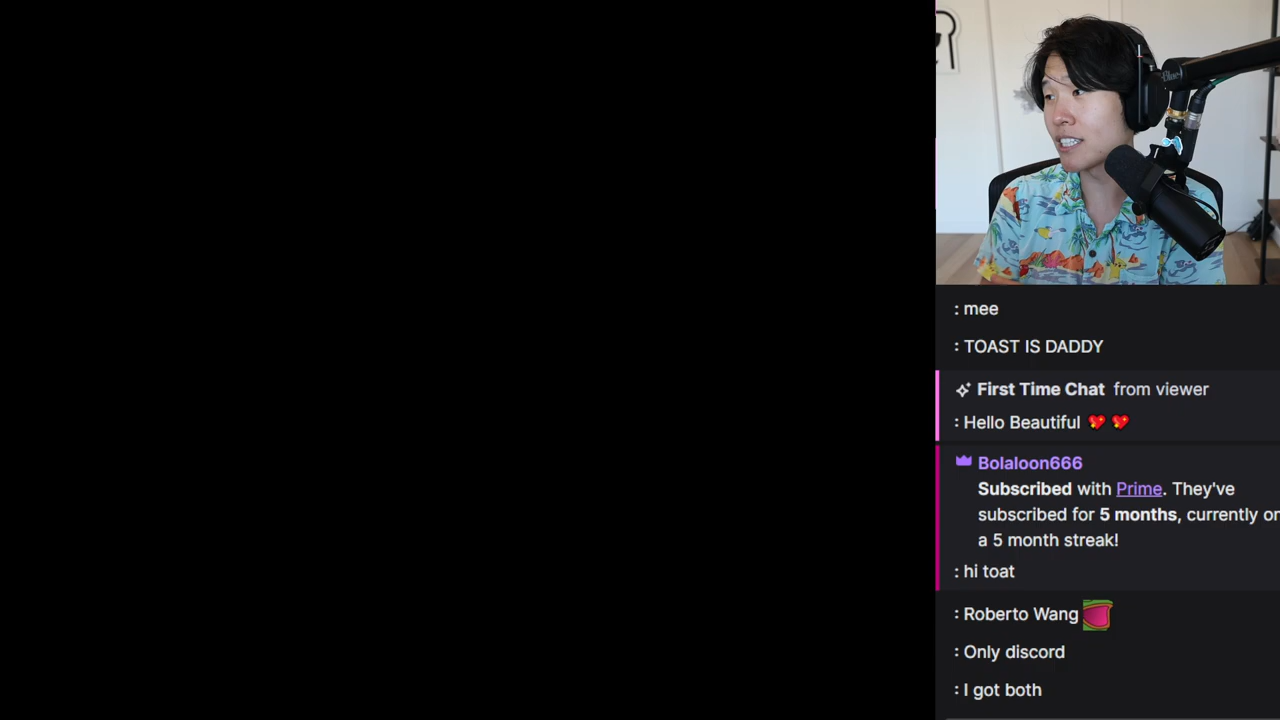 : mee
: TOAST IS DADDY
First Time Chat from viewer
: Hello Beautiful 💖 💖
Bolaloon666
Subscribed with Prime. They've
subscribed for 5 months, currently on
a 5 month streak!
: hi toat
: Roberto Wang
: Only discord
: I got both